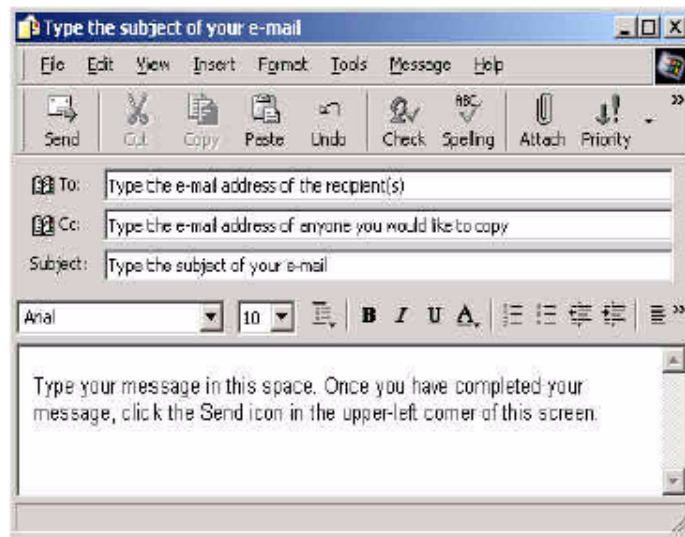 Type the subject of your e-mail
File Edit View Insert Format Tools Message Help
Send Cut Copy Paste Undo Check ABC Spelling Attach Priority »
To: Type the e-mail address of the recipient(s)
Cc: Type the e-mail address of anyone you would like to copy
Subject: Type the subject of your e-mail
Arial 10 B I U A »
Type your message in this space. Once you have completed your
message, click the Send icon in the upper-left corner of this screen.